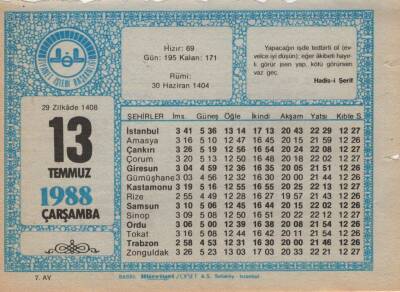 Hızır: 69
Gün: 195 Kalan: 171
Rûmi:
30 Haziran 1404
Yapacağın işde tedbirli ol (ev-
velce iyi düşün); eğer âkıbeti hayır-
lı görür isen yap, kötü görürsen
vaz geç.
Hadis-i Şerif
29 Zilkâde 1408
13
TEMMUZ
1988
ÇARŞAMBA
7. AY
ŞEHİRLER İms. Güneş Öğle İkindi Akşam Yatsı Kıble S.
İstanbul 3 41 5 36 13 14 17 13 20 43 22 29 12 27
Amasya 3 16 5 10 12 47 16 45 20 15 21 59 12 26
Çankırı 3 26 5 19 12 55 16 54 20 24 22 08 12 27
Çorum 3 20 5 13 12 50 16 48 20 18 22 02 12 27
Giresun 3 04 4 59 12 36 16 35 20 05 21 51 12 26
Gümüşhane 3 03 4 56 12 32 16 30 20 00 21 44 12 26
Kastamonu 3 19 5 16 12 55 16 55 20 25 22 13 12 27
Rize 2 55 4 49 12 28 16 27 19 57 21 43 12 26
Samsun 3 10 5 06 12 45 16 44 20 15 22 02 12 26
Sinop 3 09 5 08 12 50 16 51 20 22 22 12 12 27
Ordu 3 06 5 00 12 39 16 38 20 08 21 54 12 26
Tokat 3 16 5 08 12 44 16 42 20 12 21 54 12 26
Trabzon 2 58 4 53 12 31 16 30 20 00 21 46 12 26
Zonguldak 3 26 5 23 13 03 17 03 20 33 22 21 12 27